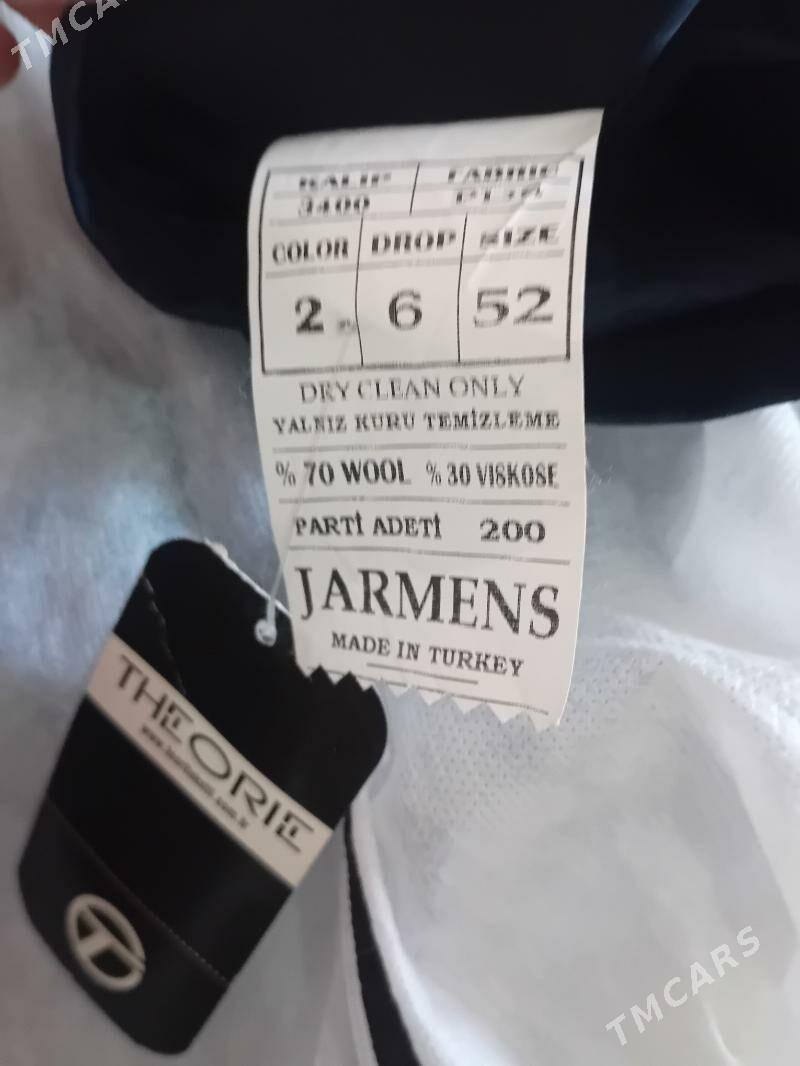 TMCARS
KALIP FABRIC
3400
COLOR DROP SIZE
2 6 52
DRY CLEAN ONLY
YALNIZ KURU TEMİZLEME
% 70 WOOL % 30 VISKOSE
PARTİ ADETİ 200
JARMENS
MADE IN TURKEY
THEORIE
TMCARS